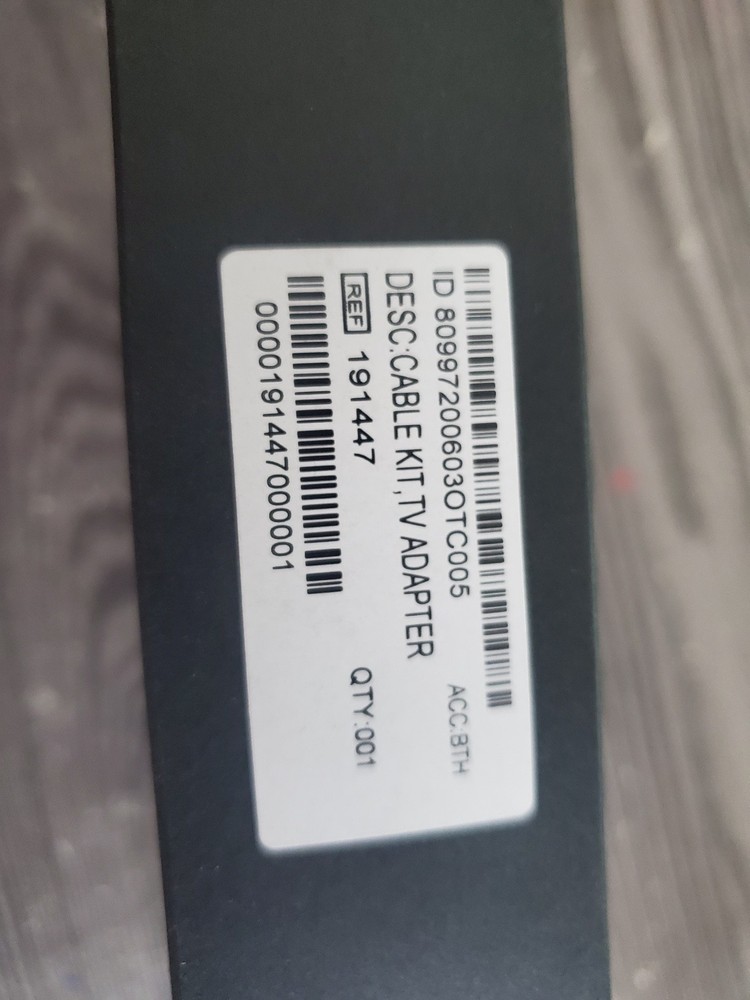 ID 80997200603OTC005 ACC:BTH
DESC:CABLE KIT,TV ADAPTER
REF 191447 QTY:001
0000191447000001